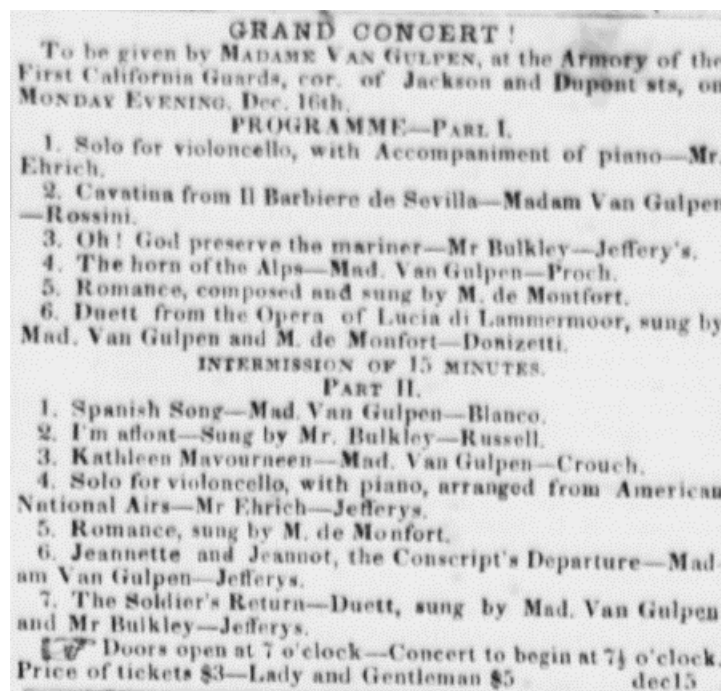 GRAND CONCERT!
To be given by MADAME VAN GULPEN, at the Armory of the
First California Guards, cor. of Jackson and Dupont sts, on
MONDAY EVENING, Dec. 16th.
PROGRAMME—PART I.
1. Solo for violoncello, with Accompaniment of piano—Mr.
Ehrich.
2. Cavatina from Il Barbiere de Sevilla—Madam Van Gulpen
—Rossini.
3. Oh! God preserve the mariner—Mr Bulkley—Jeffery's.
4. The horn of the Alps—Mad. Van Gulpen—Proch.
5. Romance, composed and sung by M. de Montfort.
6. Duett from the Opera of Lucia di Lammermoor, sung by
Mad. Van Gulpen and M. de Monfort—Donizetti.
INTERMISSION OF 15 MINUTES.
PART II.
1. Spanish Song—Mad. Van Gulpen—Blanco.
2. I'm afloat—Sung by Mr. Bulkley—Russell.
3. Kathleen Mavourneen—Mad. Van Gulpen—Crouch.
4. Solo for violoncello, with piano, arranged from American
National Airs—Mr Ehrich—Jefferys.
5. Romance, sung by M. de Monfort.
6. Jeannette and Jeannot, the Conscript's Departure—Mad-
am Van Gulpen—Jefferys.
7. The Soldier's Return—Duett, sung by Mad. Van Gulpen
and Mr Bulkley—Jefferys.
☞ Doors open at 7 o'clock—Concert to begin at 7½ o'clock.
Price of tickets $3—Lady and Gentleman $5 dec15